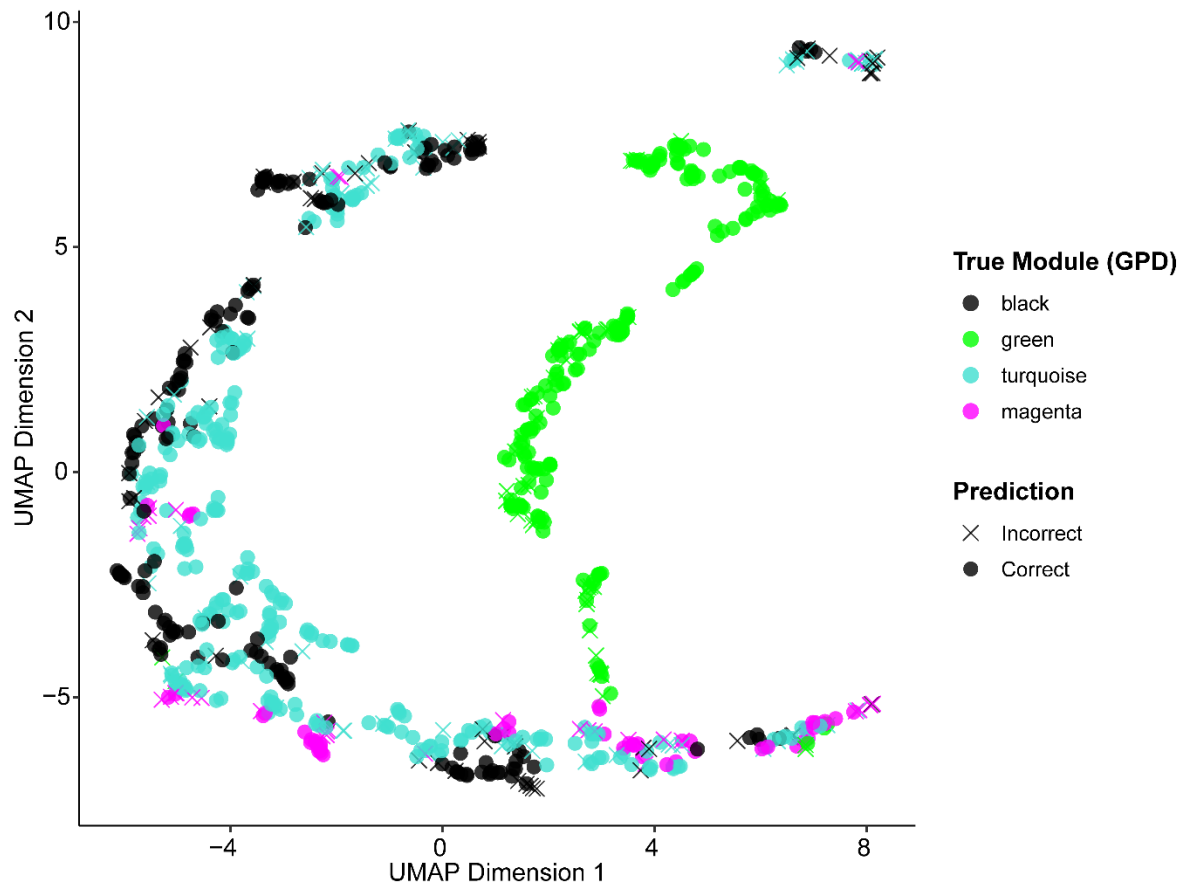 10
5
0
−5
−4
0
4
8
UMAP Dimension 1
UMAP Dimension 2
True Module (GPD)
black
green
turquoise
magenta
Prediction
Incorrect
Correct